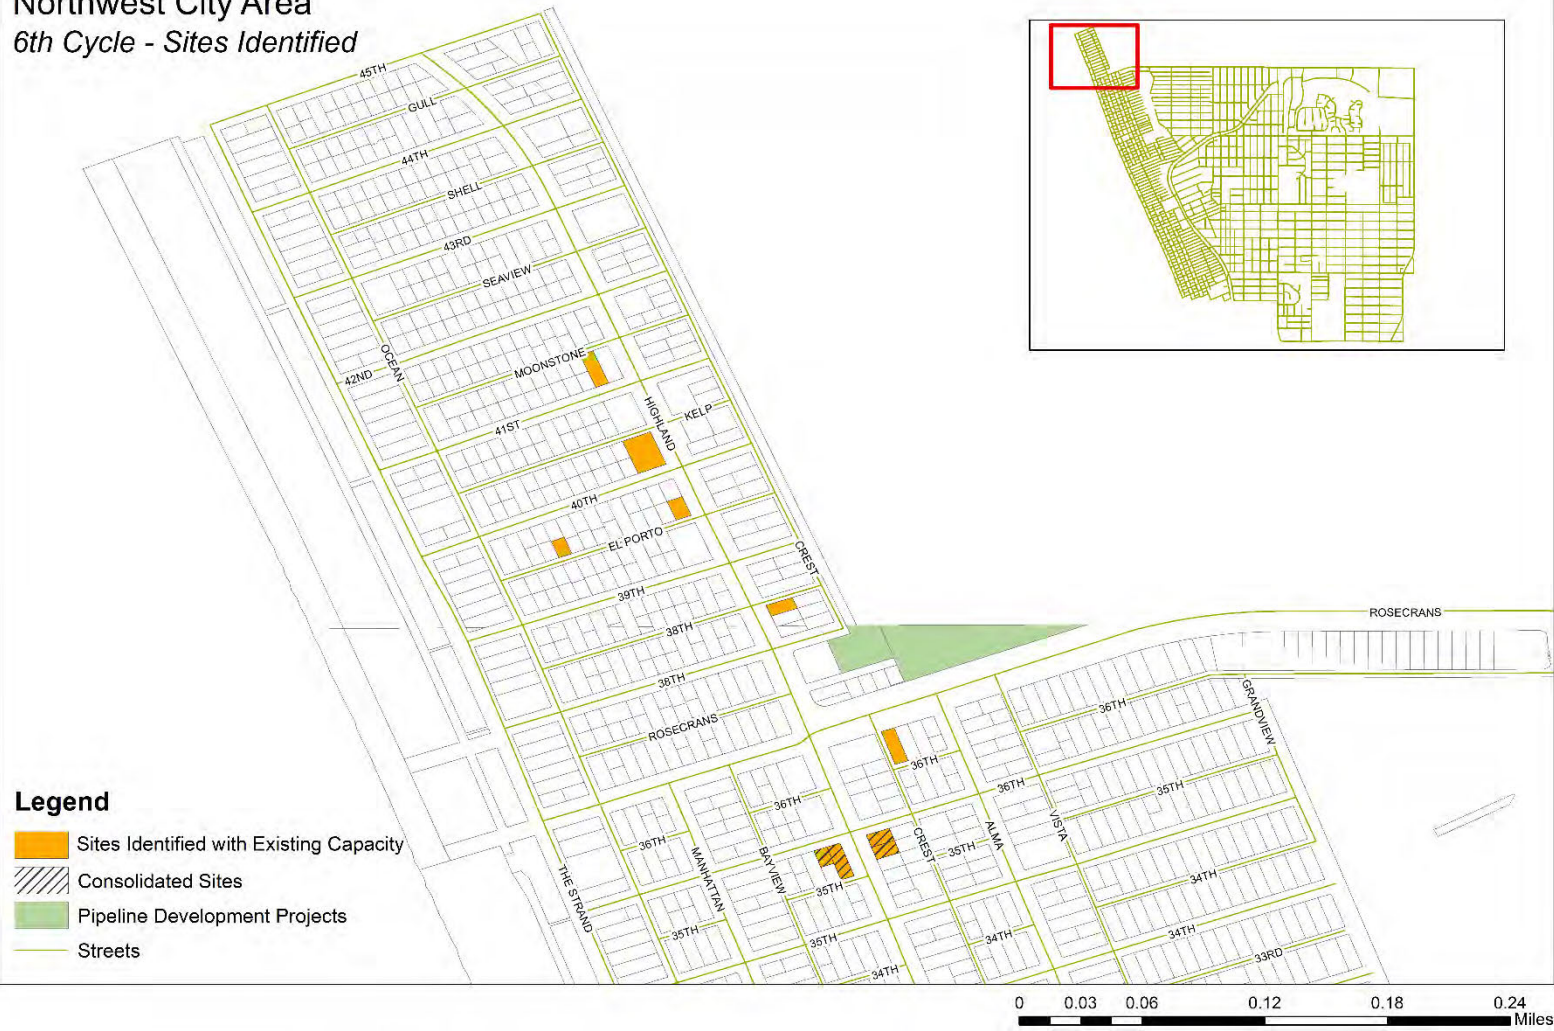 Northwest City Area
6th Cycle - Sites Identified
45TH
GULL
44TH
SHELL
43RD
SEAVIEW
OCEAN
42ND
MOONSTONE
HIGHLAND
KELP
41ST
40TH
EL PORTO
CREST
39TH
38TH
ROSECRANS
38TH
GRANDVIEW
36TH
ROSECRANS
36TH
36TH
35TH
36TH
VISTA
ALMA
CREST
36TH
35TH
BAYVIEW
MANHATTAN
THE STRAND
34TH
35TH
35TH
35TH
34TH
34TH
33RD
34TH
Legend
Sites Identified with Existing Capacity
Consolidated Sites
Pipeline Development Projects
Streets
0 0.03 0.06 0.12 0.18 0.24
Miles